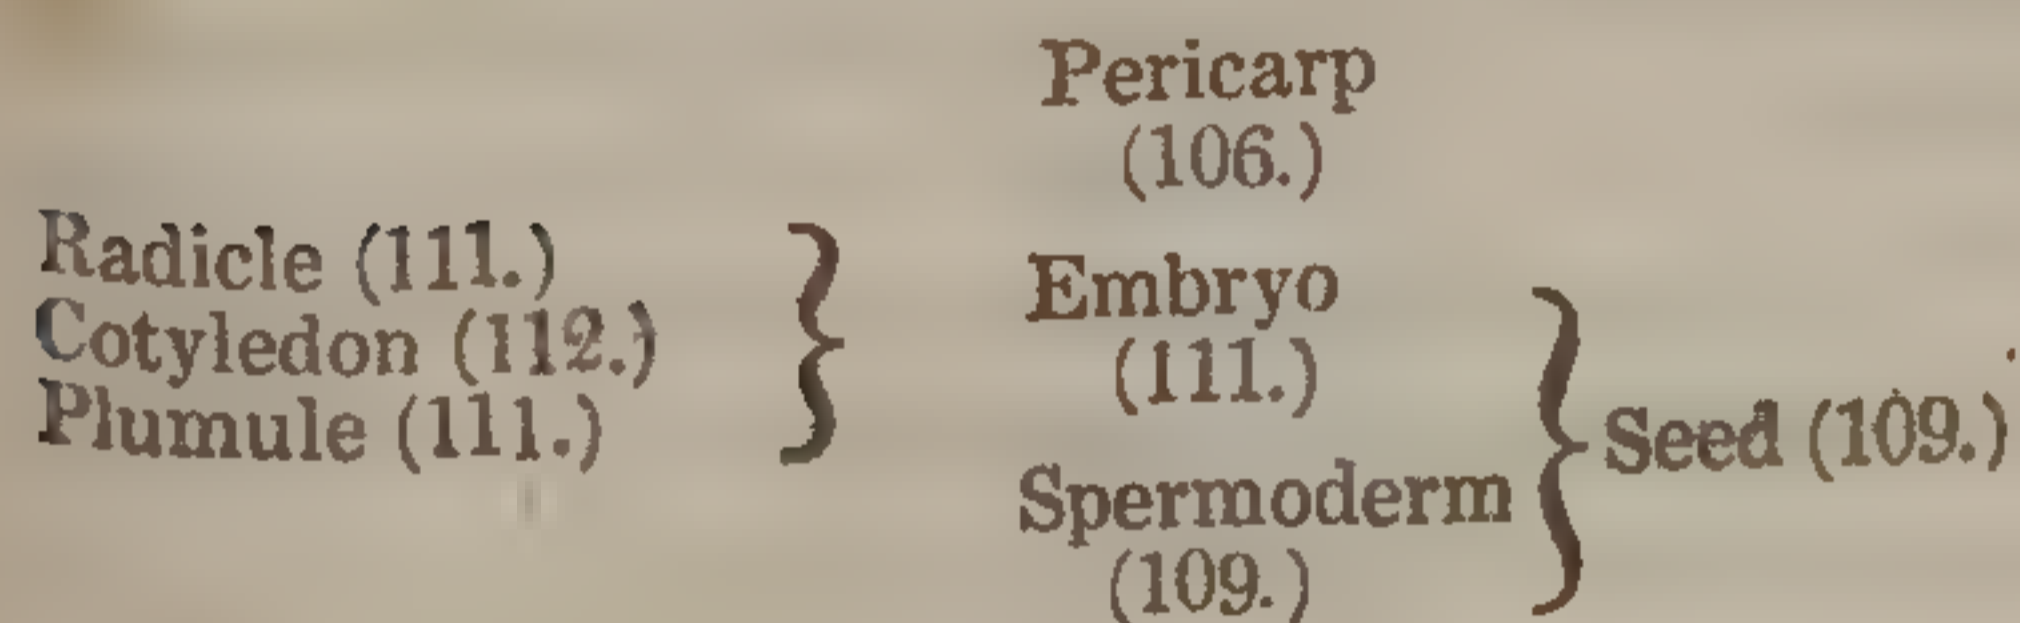 Pericarp
(106.)
Radicle (111.)
Cotyledon (112.)
Plumule (111.)
Embryo
(111.)
Spermoderm
(109.)
Seed (109.)